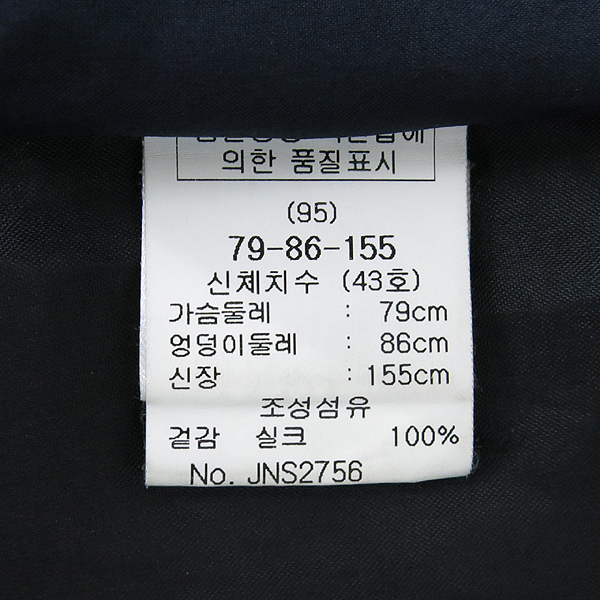 의한 품질표시
(95)
79-86-155
신체치수 (43호)
가슴둘레 : 79cm
엉덩이둘레 : 86cm
신장 : 155cm
조성섬유
겉감 실크 100%
No. JNS2756